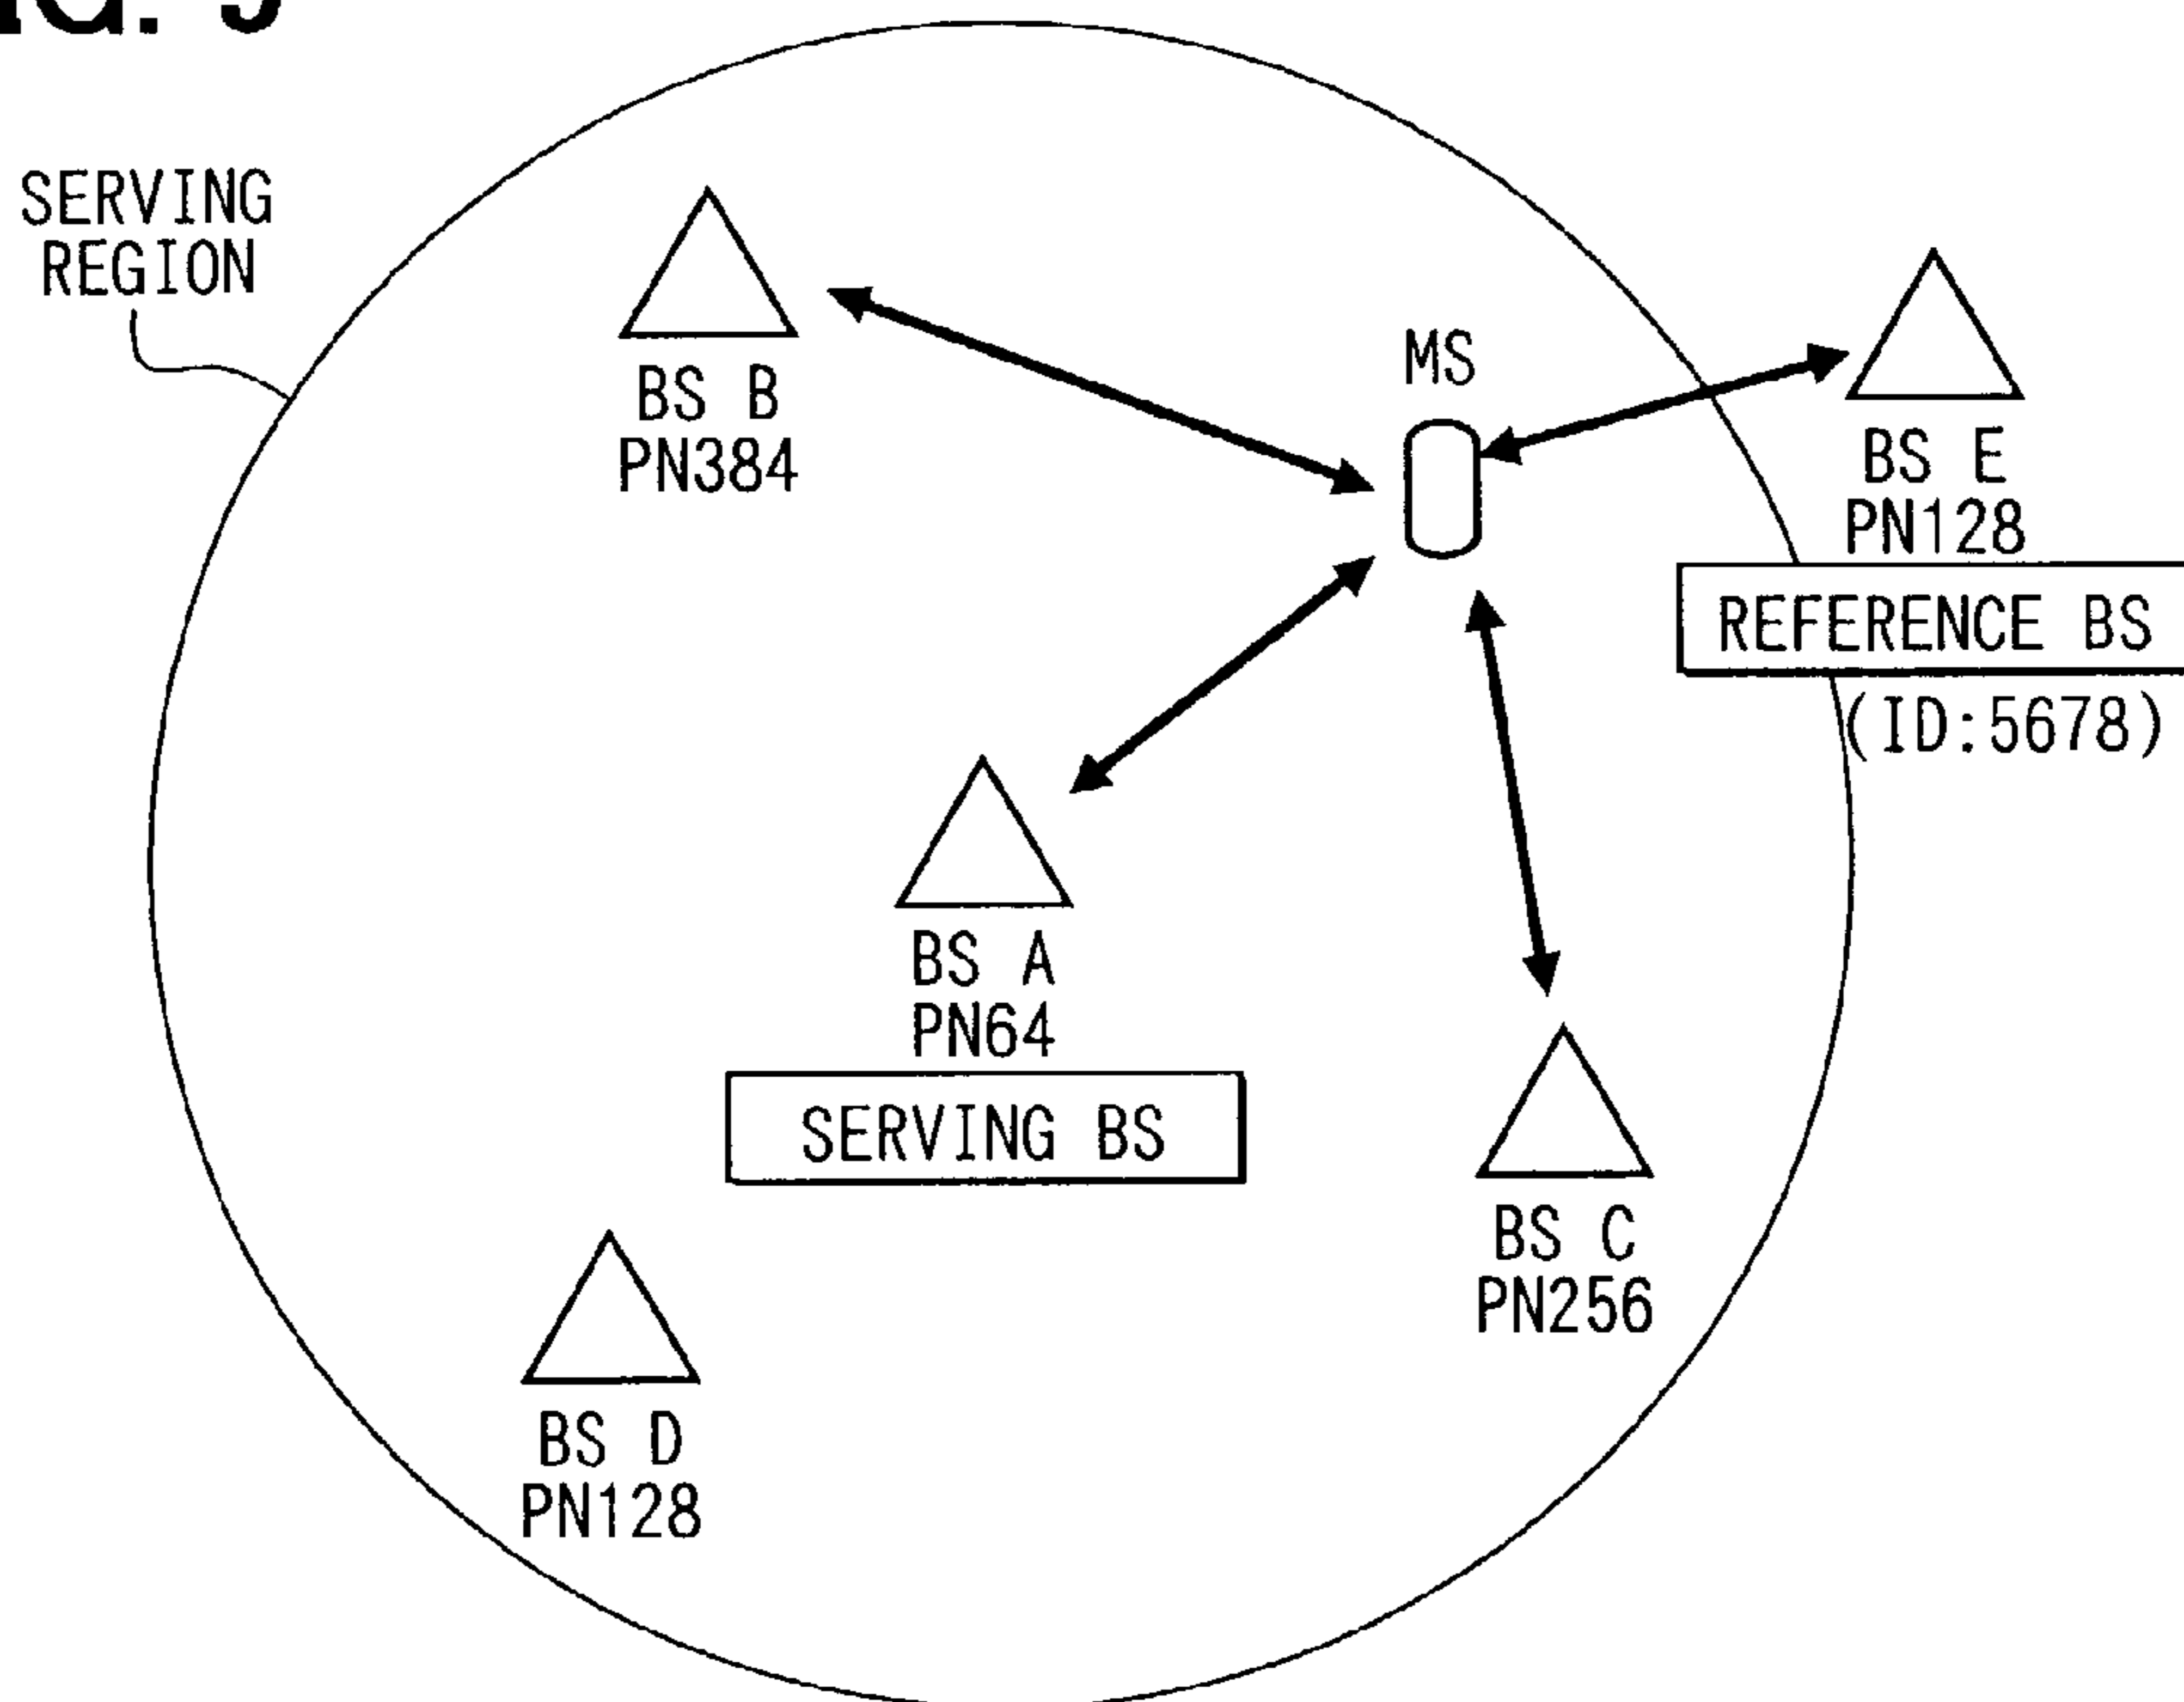 SERVING
REGION
BS B
PN384
MS
BS E
PN128
REFERENCE BS
(ID:5678)
BS A
PN64
SERVING BS
BS C
PN256
BS D
PN128